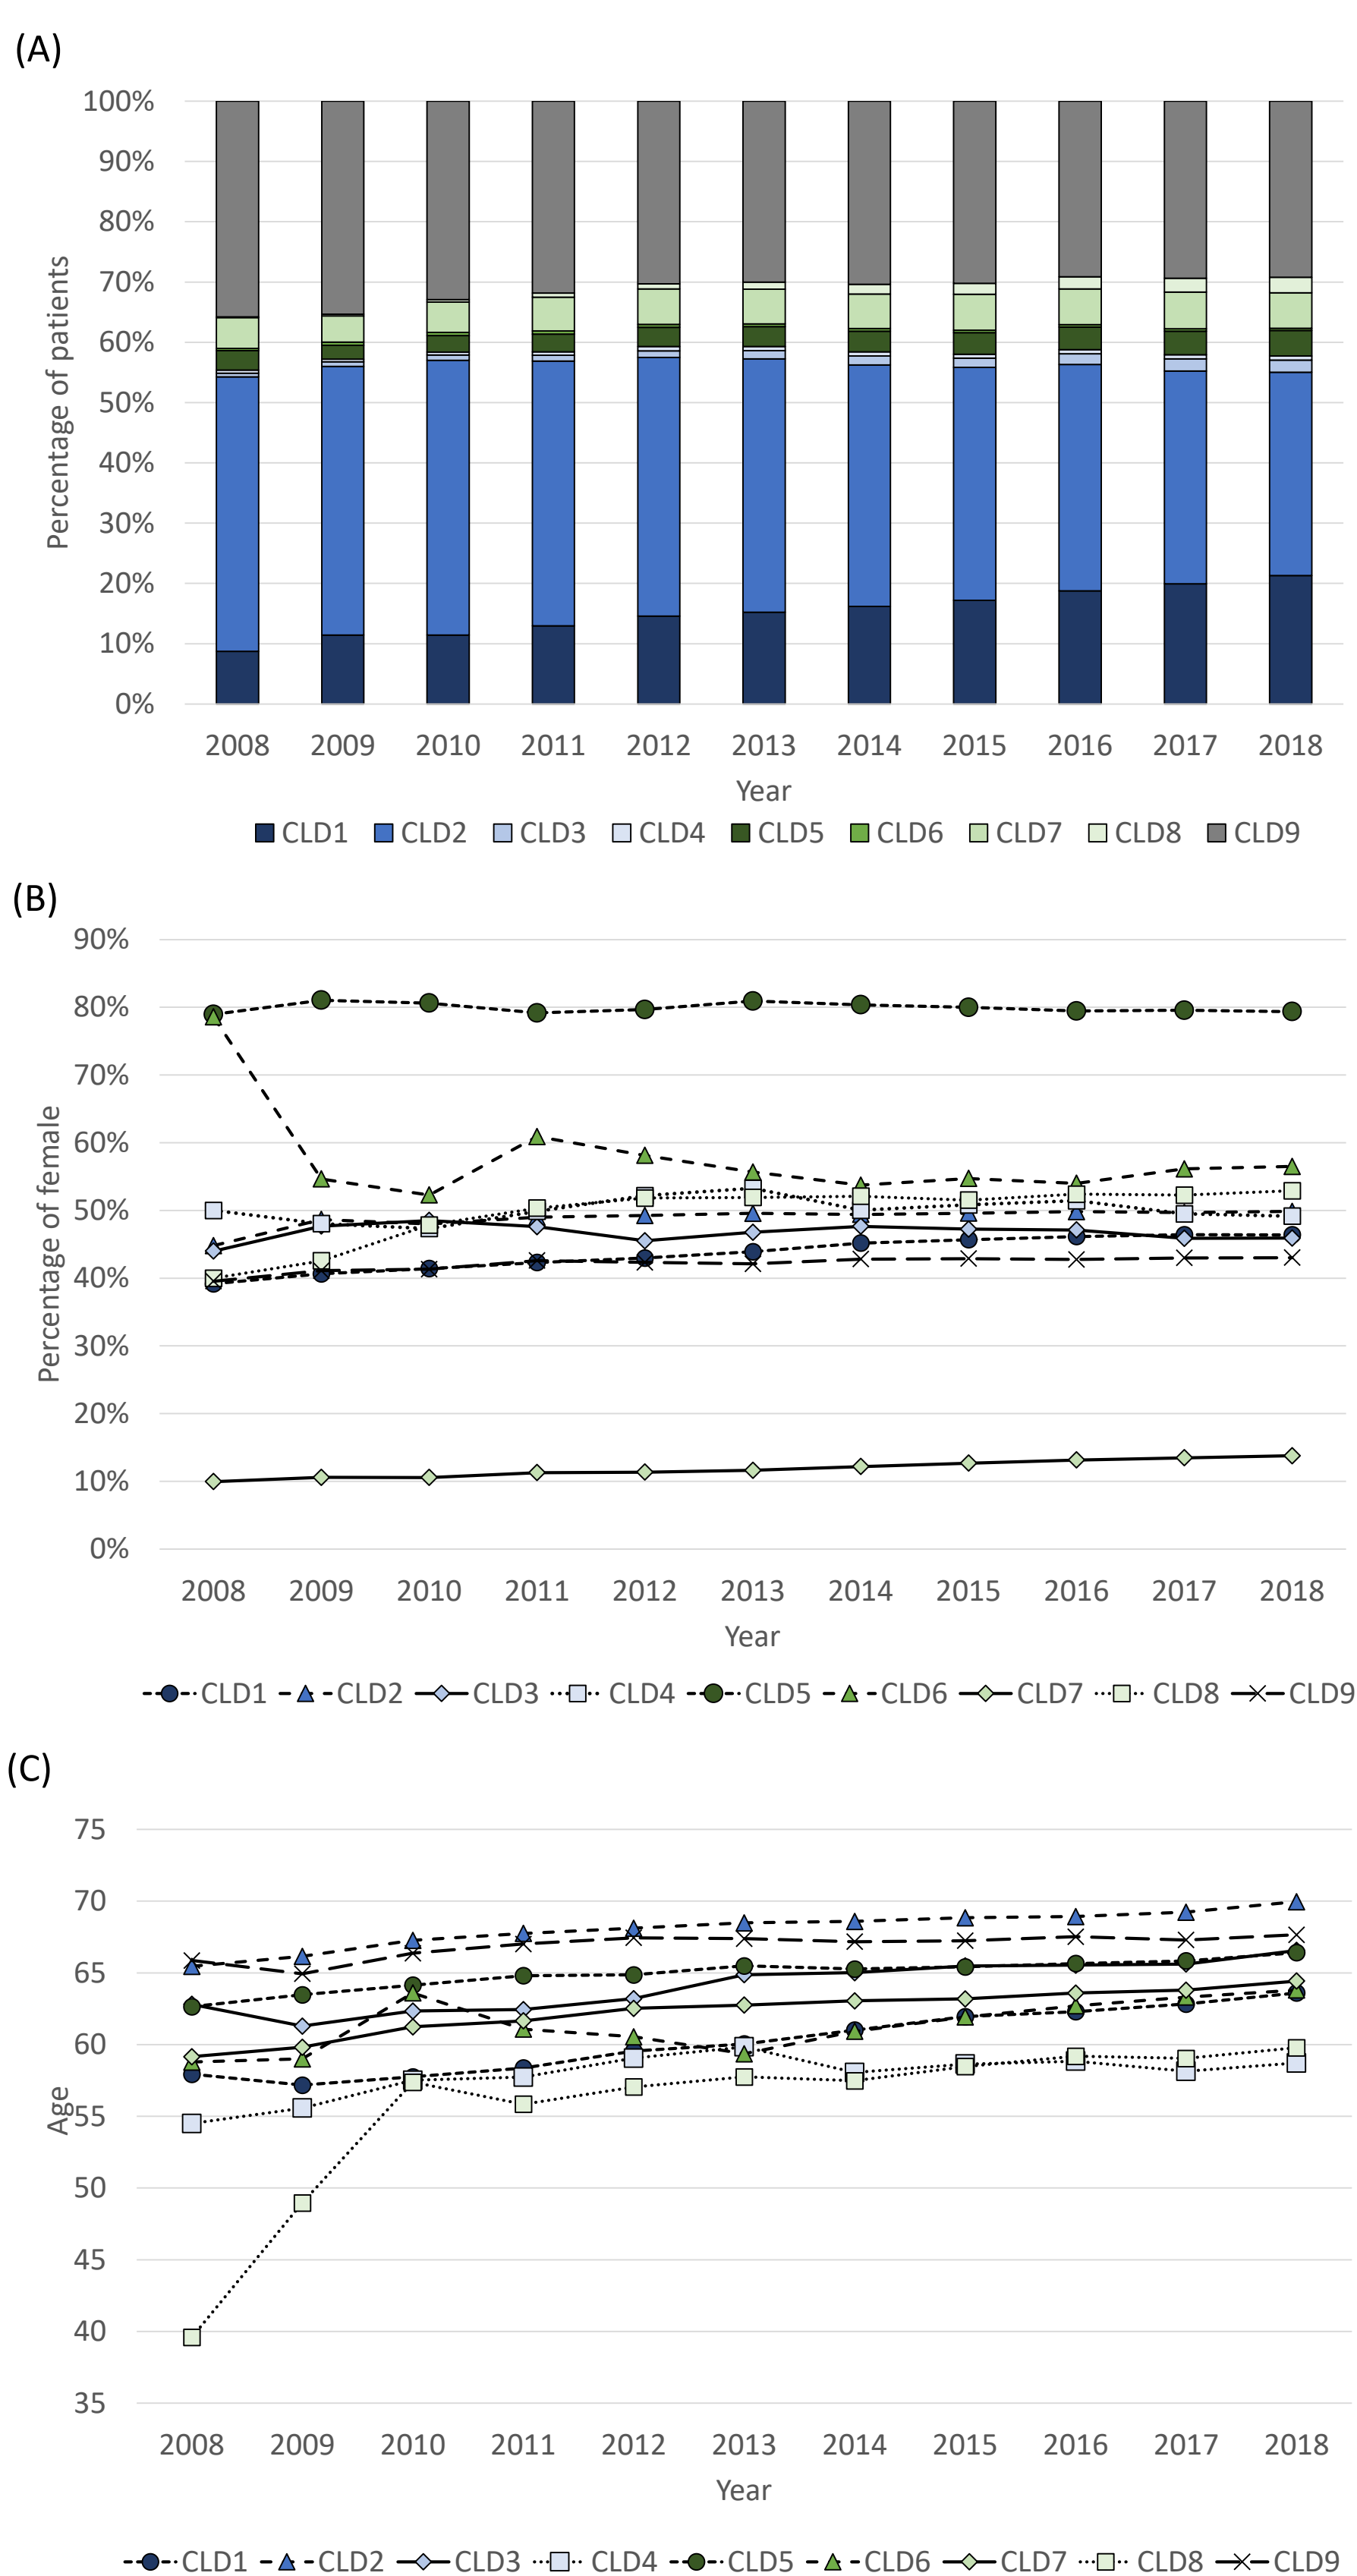 (A)
100%
90%
80%
70%
60%
50%
40%
30%
20%
10%
0%
Percentage of patients
2008 2009 2010 2011 2012 2013 2014 2015 2016 2017 2018
Year
CLD1 CLD2 CLD3 CLD4 CLD5 CLD6 CLD7 CLD8 CLD9
(B)
90%
80%
70%
60%
50%
40%
30%
20%
10%
0%
Percentage of female
2008 2009 2010 2011 2012 2013 2014 2015 2016 2017 2018
Year
CLD1 CLD2 CLD3 CLD4 CLD5 CLD6 CLD7 CLD8 CLD9
(C)
75
70
65
60
55
50
45
40
35
Age
2008 2009 2010 2011 2012 2013 2014 2015 2016 2017 2018
Year
CLD1 CLD2 CLD3 CLD4 CLD5 CLD6 CLD7 CLD8 CLD9